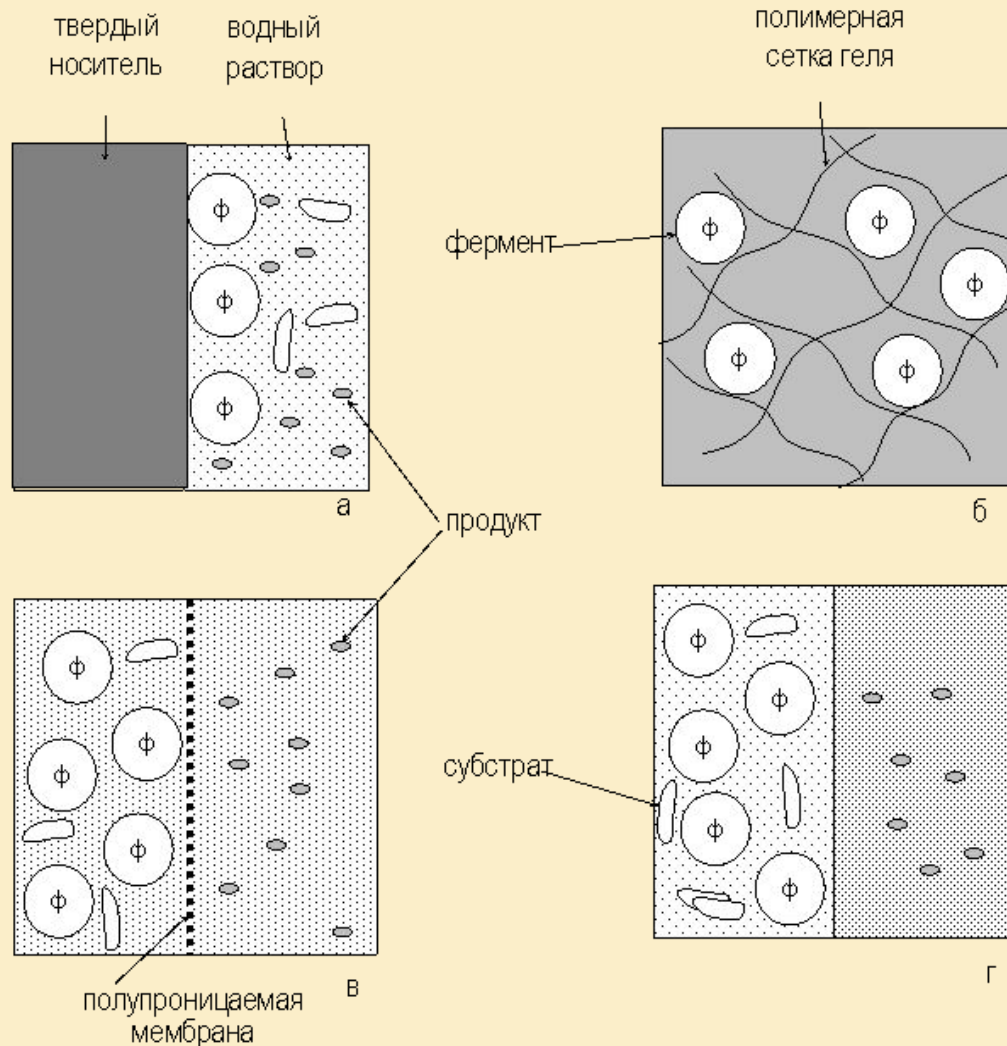 твердый
носитель
водный
раствор
полимерная
сетка геля
ф
ф
ф
а
фермент
ф
ф
ф
ф
ф
б
продукт
ф
ф
ф
ф
ф
в
полупроницаемая
мембрана
субстрат
ф
ф
ф
ф
ф
г